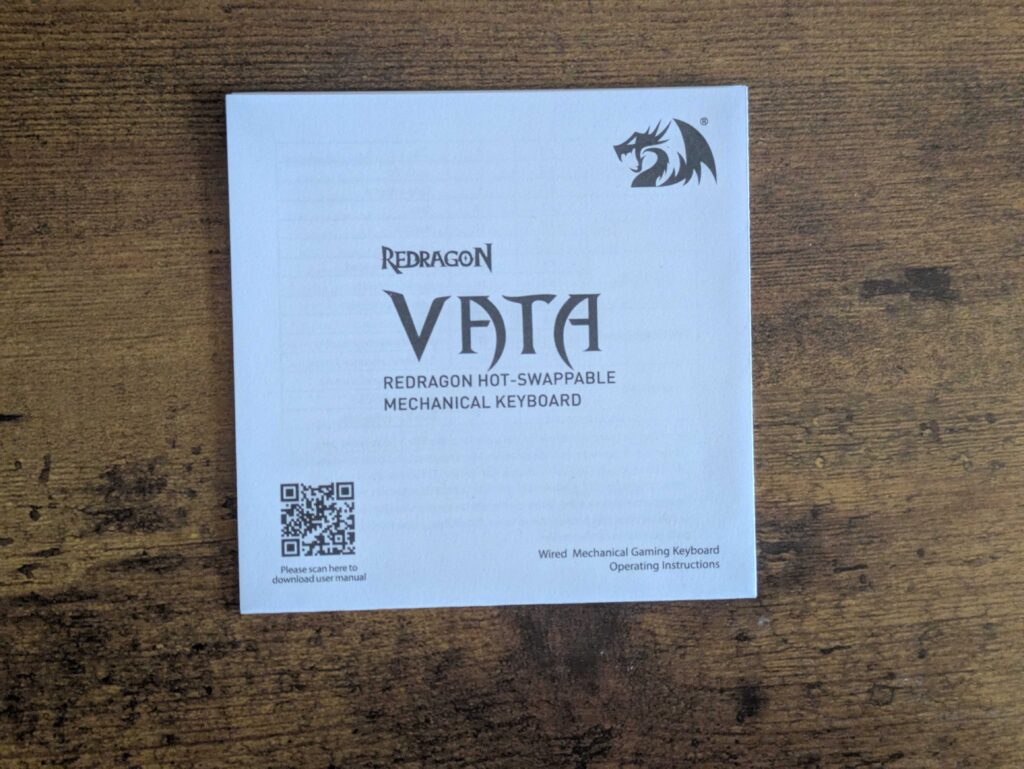 ®
REDRAGON
VATA
REDRAGON HOT-SWAPPABLE
MECHANICAL KEYBOARD
Please scan here to
download user manual
Wired Mechanical Gaming Keyboard
Operating Instructions